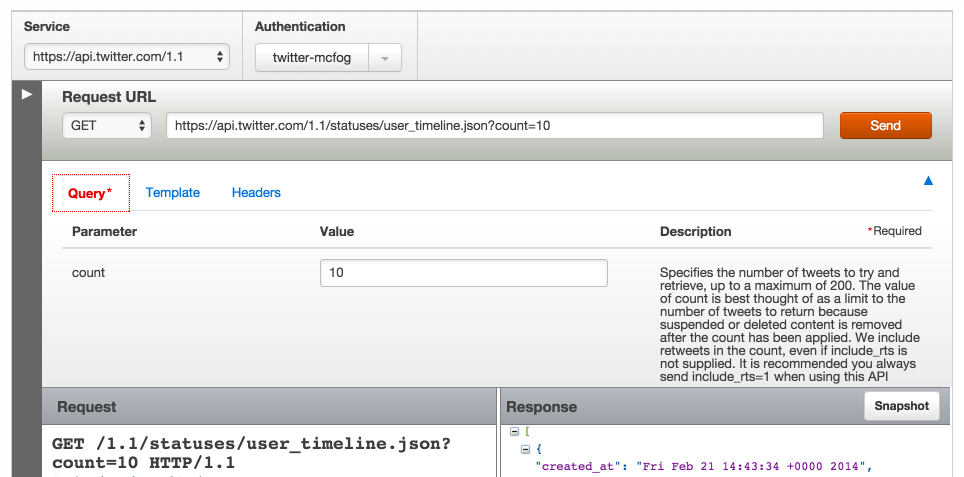 Service
Authentication
https://api.twitter.com/1.1
twitter-mcfog
Request URL
GET
https://api.twitter.com/1.1/statuses/user_timeline.json?count=10
Send
Query*
Template
Headers
Parameter
Value
Description
*Required
count
10
Specifies the number of tweets to try and
retrieve, up to a maximum of 200. The value
of count is best thought of as a limit to the
number of tweets to return because
suspended or deleted content is removed
after the count has been applied. We include
retweets in the count, even if include_rts is
not supplied. It is recommended you always
send include_rts=1 when using this API
Request
GET /1.1/statuses/user_timeline.json?
count=10 HTTP/1.1
Response
Snapshot
[
{
"created_at": "Fri Feb 21 14:43:34 +0000 2014",